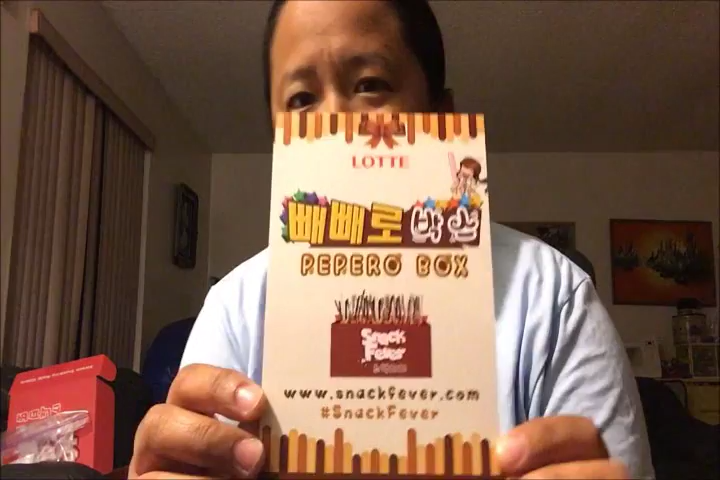 LOTTE
빼빼로 박스
PEPERO BOX
Snack
Fever
www.snackfever.com
#SnackFever